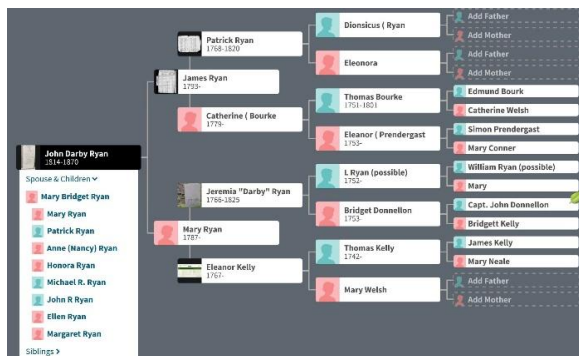 John Darby Ryan
1814-1870
Spouse & Children
Mary Bridget Ryan
Mary Ryan
Patrick Ryan
Anne (Nancy) Ryan
Honora Ryan
Michael R. Ryan
John R Ryan
Ellen Ryan
Margaret Ryan
Siblings
James Ryan
1793-
Mary Ryan
1787-
Patrick Ryan
1768-1820
Catherine ( Bourke
1779-
Jeremia "Darby" Ryan
1766-1825
Eleanor Kelly
1767-
Dionsicus ( Ryan
Eleonora
Thomas Bourke
1751-1801
Eleanor ( Prendergast
1753-
L Ryan (possible)
1752-
Bridget Donnellon
1753-
Thomas Kelly
1742-
Mary Welsh
Add Father
Add Mother
Add Father
Add Mother
Edmund Bourk
Catherine Welsh
Simon Prendergast
Mary Conner
William Ryan (possible)
Mary
Capt. John Donnellon
Bridgett Kelly
James Kelly
Mary Neale
Add Father
Add Mother